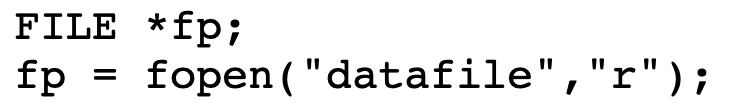 FILE *fp;
fp = fopen("datafile","r");